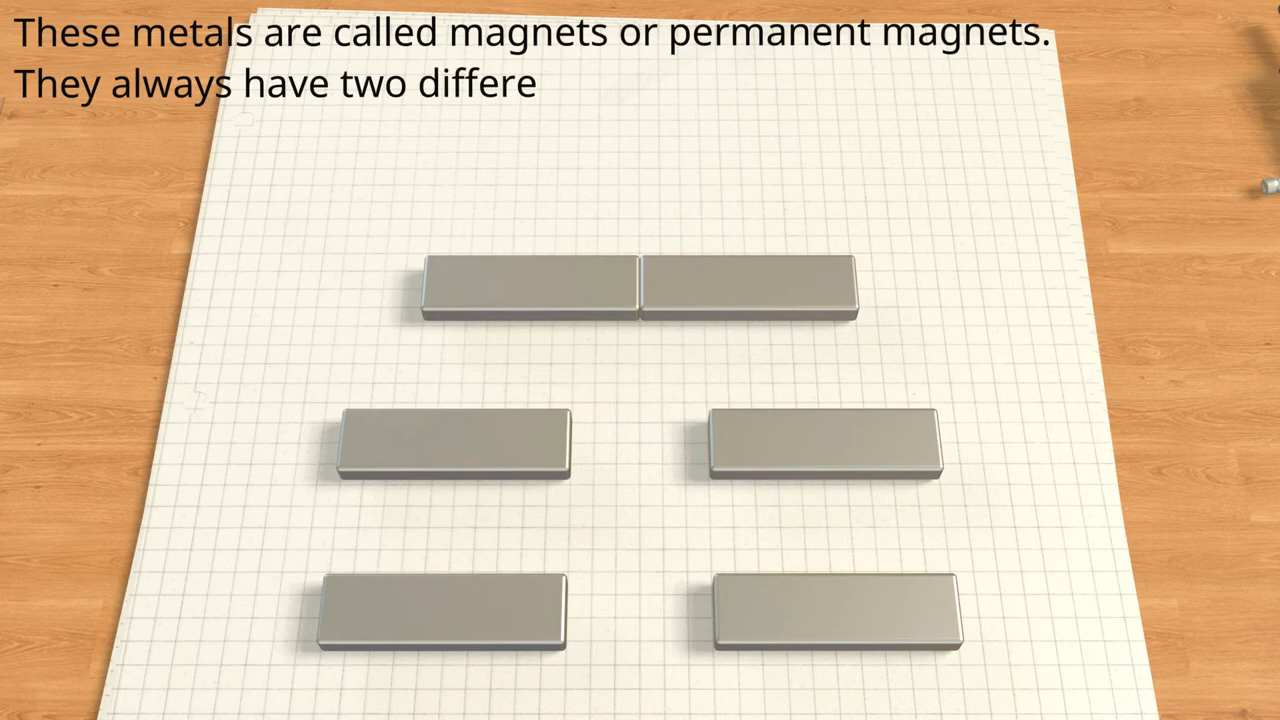 These metals are called magnets or permanent magnets.
They always have two differe